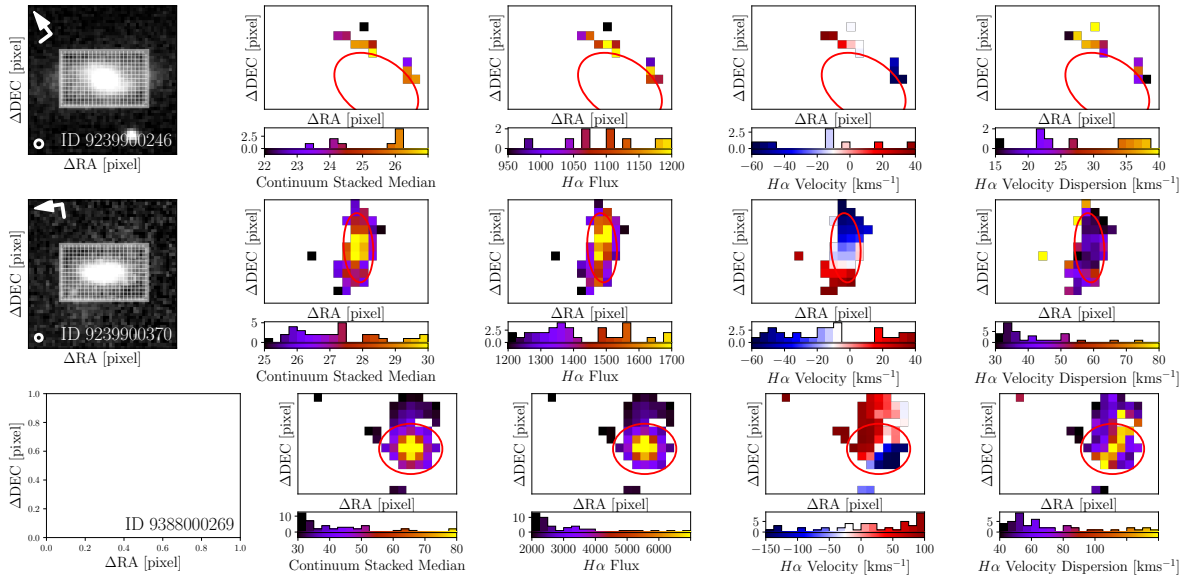 ΔDEC [pixel]
ID 9239900246
ΔRA [pixel]
ΔDEC [pixel]
ΔRA [pixel]
2.5
0.0
22 23 24 25 26
Continuum Stacked Median
ΔDEC [pixel]
ΔRA [pixel]
2
0
950 1000 1050 1100 1150 1200
Hα Flux
ΔDEC [pixel]
ΔRA [pixel]
2.5
0.0
−60 −40 −20 0 20 40
Hα Velocity [kms⁻¹]
ΔDEC [pixel]
ΔRA [pixel]
2
0
15 20 25 30 35 40
Hα Velocity Dispersion [kms⁻¹]
ΔDEC [pixel]
ID 9239900370
ΔRA [pixel]
ΔDEC [pixel]
ΔRA [pixel]
5
0
25 26 27 28 29 30
Continuum Stacked Median
ΔDEC [pixel]
ΔRA [pixel]
2.5
0.0
1200 1300 1400 1500 1600 1700
Hα Flux
ΔDEC [pixel]
ΔRA [pixel]
2.5
0.0
−60 −40 −20 0 20 40
Hα Velocity [kms⁻¹]
ΔDEC [pixel]
ΔRA [pixel]
5
0
30 40 50 60 70 80
Hα Velocity Dispersion [kms⁻¹]
ΔDEC [pixel]
1.0
0.8
0.6
0.4
0.2
0.0
ID 9388000269
0.0 0.2 0.4 0.6 0.8 1.0
ΔRA [pixel]
ΔDEC [pixel]
ΔRA [pixel]
10
0
30 40 50 60 70 80
Continuum Stacked Median
ΔDEC [pixel]
ΔRA [pixel]
10
0
2000 4000 6000
Hα Flux
ΔDEC [pixel]
ΔRA [pixel]
5
0
−150 −100 −50 0 50 100
Hα Velocity [kms⁻¹]
ΔDEC [pixel]
ΔRA [pixel]
5
0
40 60 80 100
Hα Velocity Dispersion [kms⁻¹]